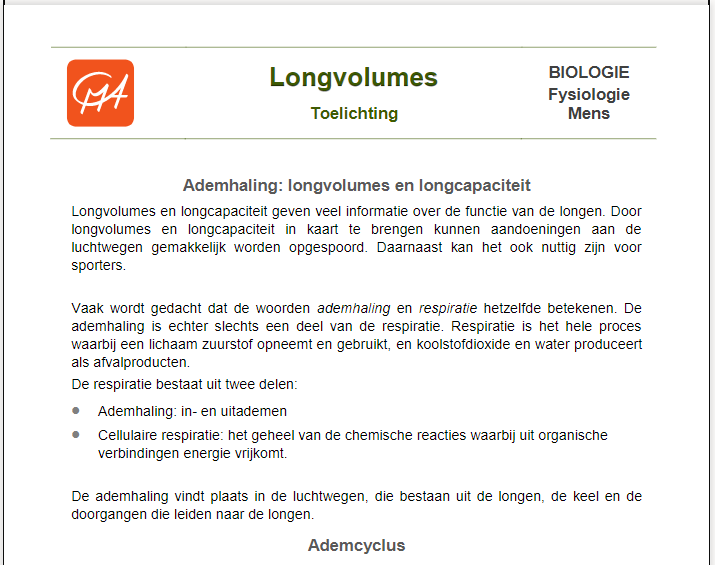 CMA
Longvolumes
Toelichting
BIOLOGIE
Fysiologie
Mens
Ademhaling: longvolumes en longcapaciteit
Longvolumes en longcapaciteit geven veel informatie over de functie van de longen. Door
longvolumes en longcapaciteit in kaart te brengen kunnen aandoeningen aan de
luchtwegen gemakkelijk worden opgespoord. Daarnaast kan het ook nuttig zijn voor
sporters.
Vaak wordt gedacht dat de woorden ademhaling en respiratie hetzelfde betekenen. De
ademhaling is echter slechts een deel van de respiratie. Respiratie is het hele proces
waarbij een lichaam zuurstof opneemt en gebruikt, en koolstofdioxide en water produceert
als afvalproducten.
De respiratie bestaat uit twee delen:
● Ademhaling: in- en uitademen
● Cellulaire respiratie: het geheel van de chemische reacties waarbij uit organische
verbindingen energie vrijkomt.
De ademhaling vindt plaats in de luchtwegen, die bestaan uit de longen, de keel en de
doorgangen die leiden naar de longen.
Ademcyclus